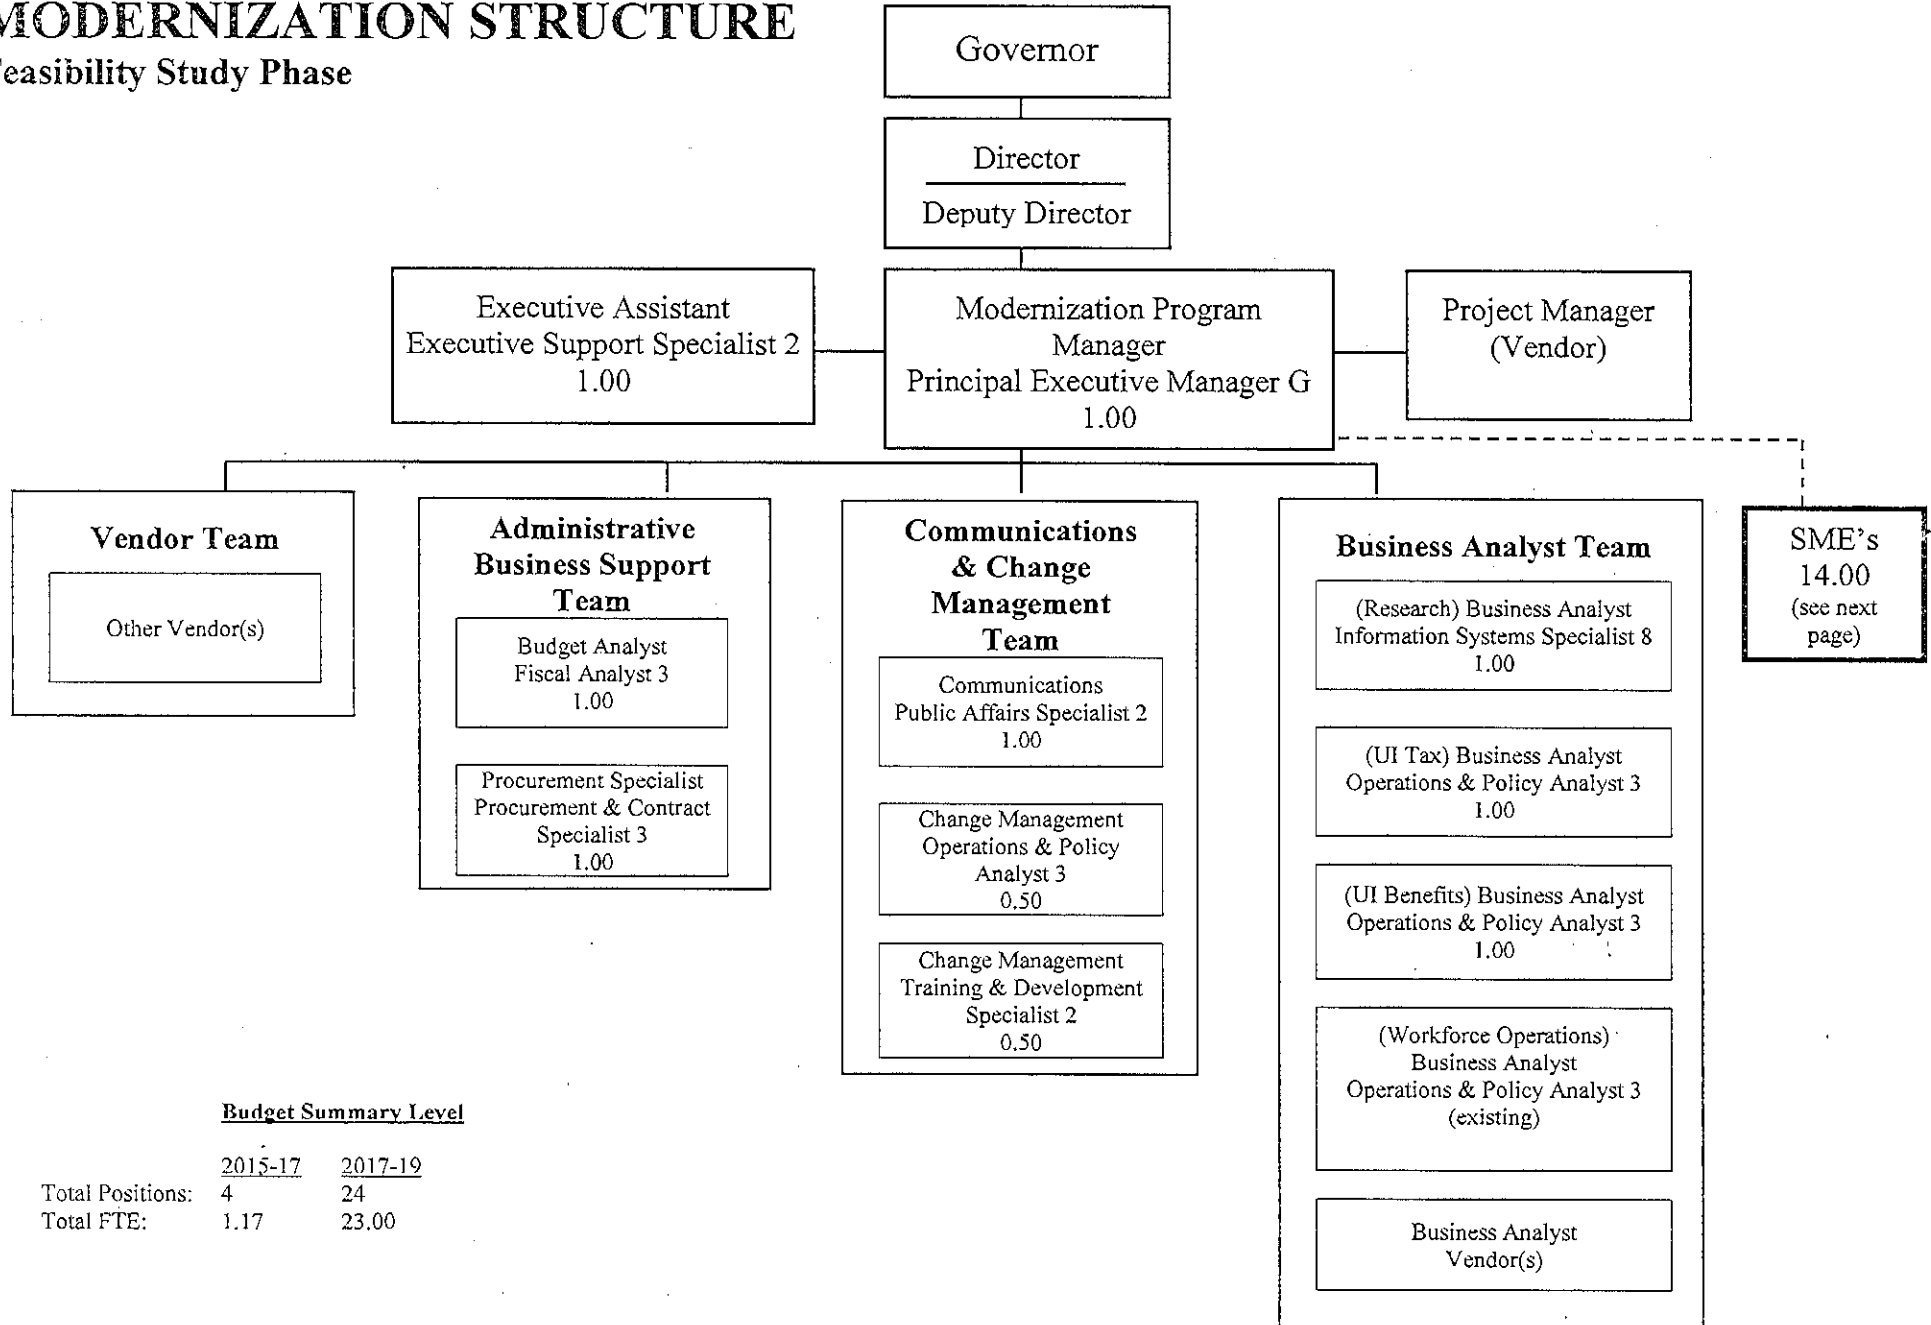 MODERNIZATION STRUCTURE
Feasibility Study Phase
Governor
Director
Deputy Director
Executive Assistant
Executive Support Specialist 2
1.00
Modernization Program
Manager
Principal Executive Manager G
1.00
Project Manager
(Vendor)
Vendor Team
Other Vendor(s)
Administrative
Business Support
Team
Budget Analyst
Fiscal Analyst 3
1.00
Procurement Specialist
Procurement & Contract
Specialist 3
1.00
Communications
& Change
Management
Team
Communications
Public Affairs Specialist 2
1.00
Change Management
Operations & Policy
Analyst 3
0.50
Change Management
Training & Development
Specialist 2
0.50
Business Analyst Team
(Research) Business Analyst
Information Systems Specialist 8
1.00
(UI Tax) Business Analyst
Operations & Policy Analyst 3
1.00
(UI Benefits) Business Analyst
Operations & Policy Analyst 3
1.00
(Workforce Operations)
Business Analyst
Operations & Policy Analyst 3
(existing)
Business Analyst
Vendor(s)
SME's
14.00
(see next
page)
Budget Summary Level
2015-17 2017-19
Total Positions: 4 24
Total FTE: 1.17 23.00